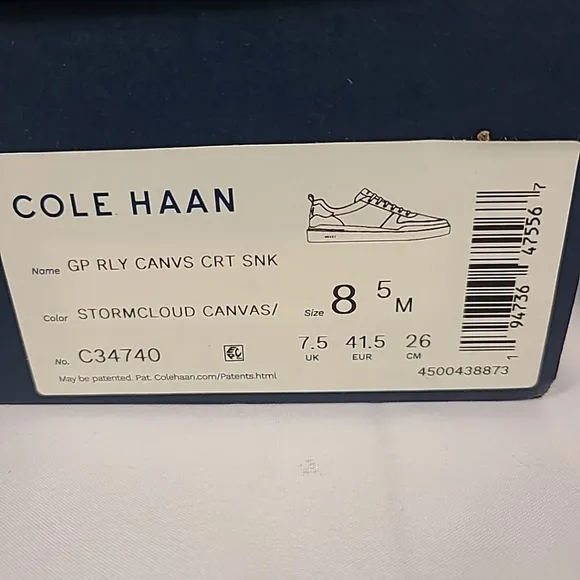 COLE HAAN
Name GP RLY CANVS CRT SNK
Color STORMCLOUD CANVAS/
No. C34740
May be patented. Pat. Colehaan.com/Patents.html
Size 8 5 M
7.5 41.5 26
UK EUR CM
1 94736 47556 7
4500438873